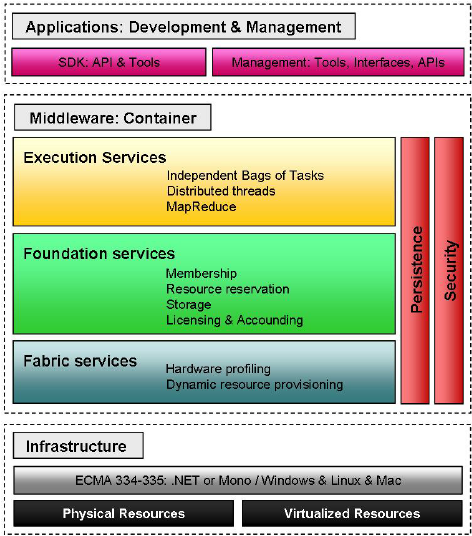 Applications: Development & Management
SDK: API & Tools
Management: Tools, Interfaces, APIs
Middleware: Container
Execution Services
Independent Bags of Tasks
Distributed threads
MapReduce
Foundation services
Membership
Resource reservation
Storage
Licensing & Accounting
Fabric services
Hardware profiling
Dynamic resource provisioning
Persistence
Security
Infrastructure
ECMA 334-335: .NET or Mono / Windows & Linux & Mac
Physical Resources
Virtualized Resources